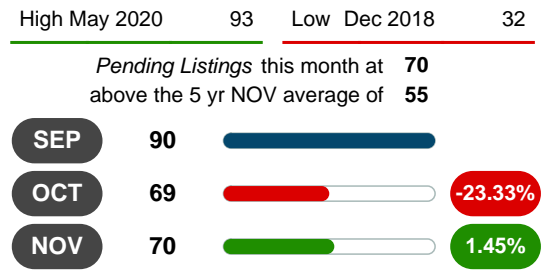 High May 2020 93 Low Dec 2018 32
Pending Listings this month at 70
above the 5 yr NOV average of 55
SEP 90
OCT 69 -23.33%
NOV 70 1.45%